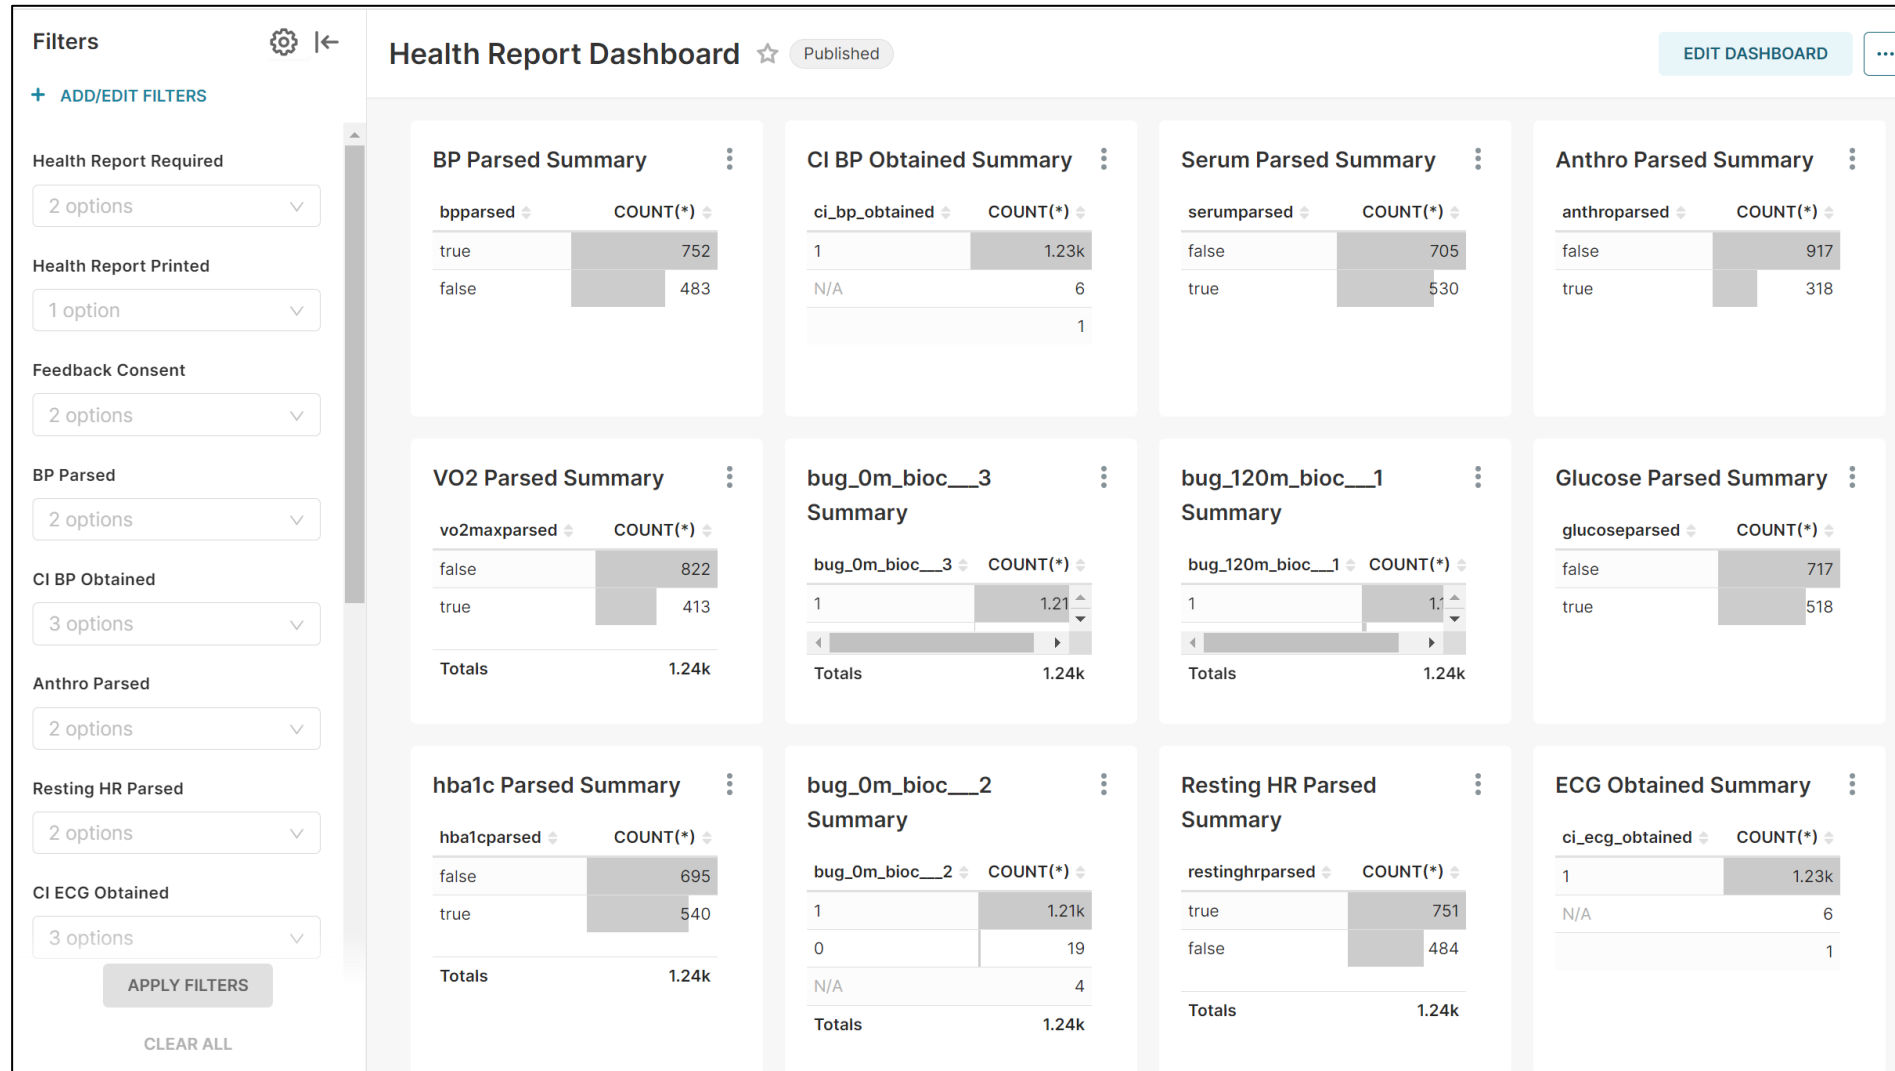 Filters
+ ADD/EDIT FILTERS
Health Report Required
2 options
Health Report Printed
1 option
Feedback Consent
2 options
BP Parsed
2 options
CI BP Obtained
3 options
Anthro Parsed
2 options
Resting HR Parsed
2 options
CI ECG Obtained
3 options
APPLY FILTERS
CLEAR ALL
Health Report Dashboard Published
EDIT DASHBOARD
BP Parsed Summary
bpparsed COUNT(*)
true 752
false 483
CI BP Obtained Summary
ci_bp_obtained COUNT(*)
1 1.23k
N/A 6
1
Serum Parsed Summary
serumparsed COUNT(*)
false 705
true 530
Anthro Parsed Summary
anthroparsed COUNT(*)
false 917
true 318
VO2 Parsed Summary
vo2maxparsed COUNT(*)
false 822
true 413
Totals 1.24k
bug_0m_bioc___3
Summary
bug_0m_bioc___3 COUNT(*)
1 1.21
Totals 1.24k
bug_120m_bioc___1
Summary
bug_120m_bioc___1 COUNT(*)
1
Totals 1.24k
Glucose Parsed Summary
glucoseparsed COUNT(*)
false 717
true 518
hba1c Parsed Summary
hba1cparsed COUNT(*)
false 695
true 540
Totals 1.24k
bug_0m_bioc___2
Summary
bug_0m_bioc___2 COUNT(*)
1 1.21k
0 19
N/A 4
Totals 1.24k
Resting HR Parsed
Summary
restinghrparsed COUNT(*)
true 751
false 484
Totals 1.24k
ECG Obtained Summary
ci_ecg_obtained COUNT(*)
1 1.23k
N/A 6
1